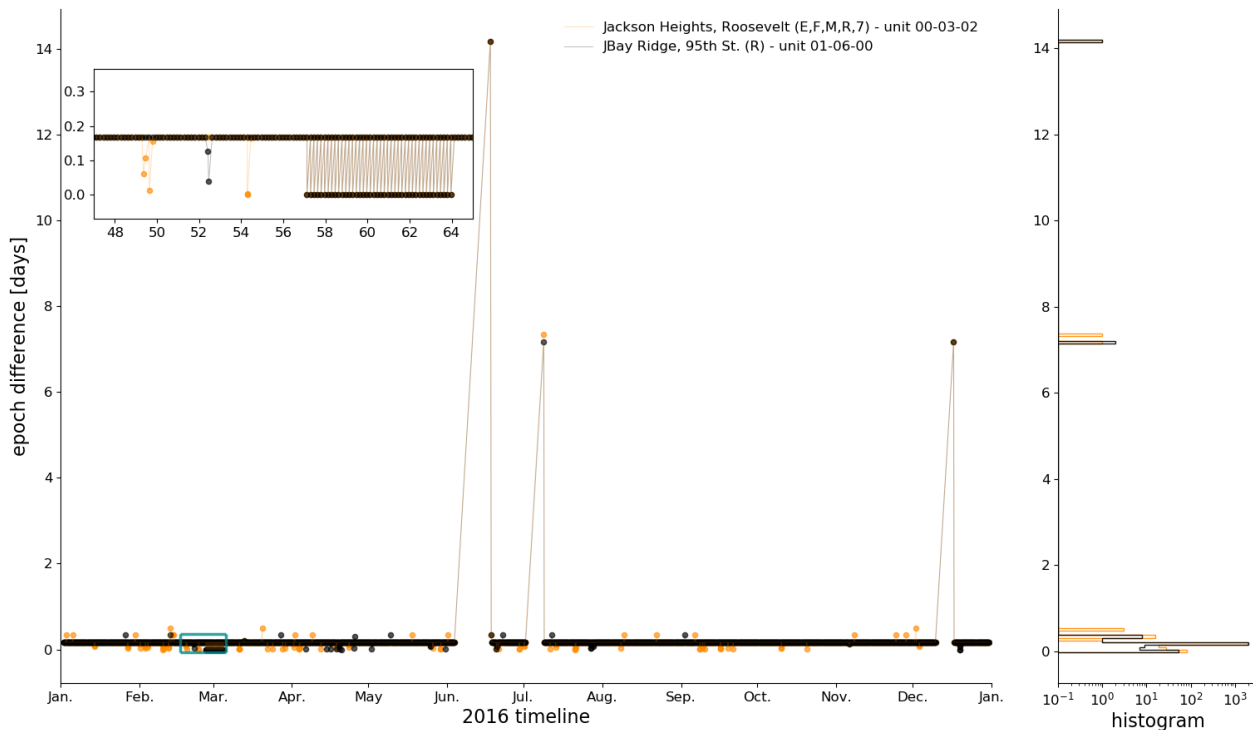 Jackson Heights, Roosevelt (E,F,M,R,7) - unit 00-03-02
JBay Ridge, 95th St. (R) - unit 01-06-00
14
12
10
8
6
4
2
0
epoch difference [days]
0.3
0.2
0.1
0.0
48 50 52 54 56 58 60 62 64
Jan. Feb. Mar. Apr. May Jun. Jul. Aug. Sep. Oct. Nov. Dec. Jan.
2016 timeline
14
12
10
8
6
4
2
0
10⁻¹ 10⁰ 10¹ 10² 10³
histogram